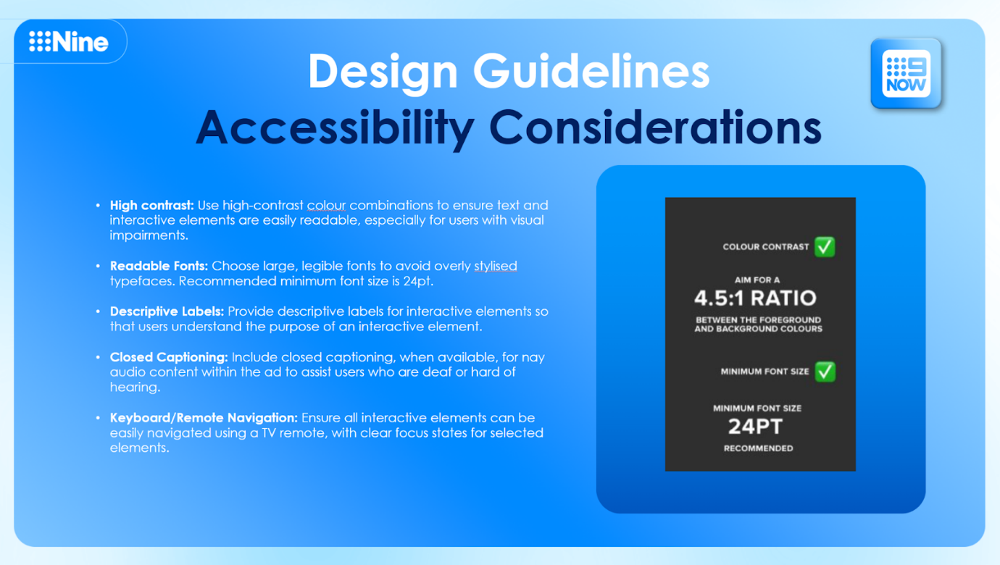 Nine
Design Guidelines
9
NOW
Accessibility Considerations
• High contrast: Use high-contrast colour combinations to ensure text and
interactive elements are easily readable, especially for users with visual
impairments.
• Readable Fonts: Choose large, legible fonts to avoid overly stylised
typefaces. Recommended minimum font size is 24pt.
• Descriptive Labels: Provide descriptive labels for interactive elements so
that users understand the purpose of an interactive element.
• Closed Captioning: Include closed captioning, when available, for nay
audio content within the ad to assist users who are deaf or hard of
hearing.
• Keyboard/Remote Navigation: Ensure all interactive elements can be
easily navigated using a TV remote, with clear focus states for selected
elements.
COLOUR CONTRAST
AIM FOR A
4.5:1 RATIO
BETWEEN THE FOREGROUND
AND BACKGROUND COLOURS
MINIMUM FONT SIZE
MINIMUM FONT SIZE
24PT
RECOMMENDED